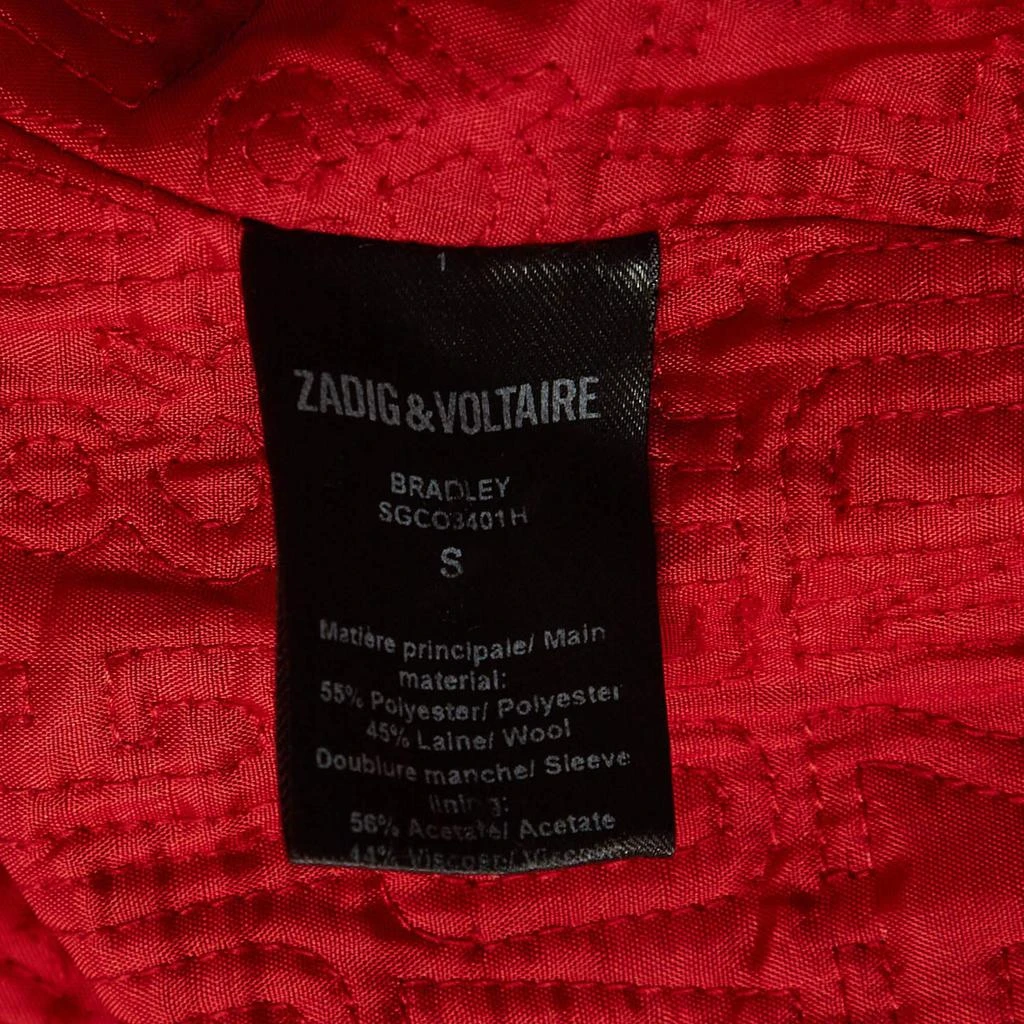 1
ZADIG&VOLTAIRE
BRADLEY
SGCO3401H
S
Matière principale/ Main
material:
55% Polyester/ Polyester
45% Laine/ Wool
Doublure manche/ Sleeve
lining:
56% Acetate/ Acetate
44%